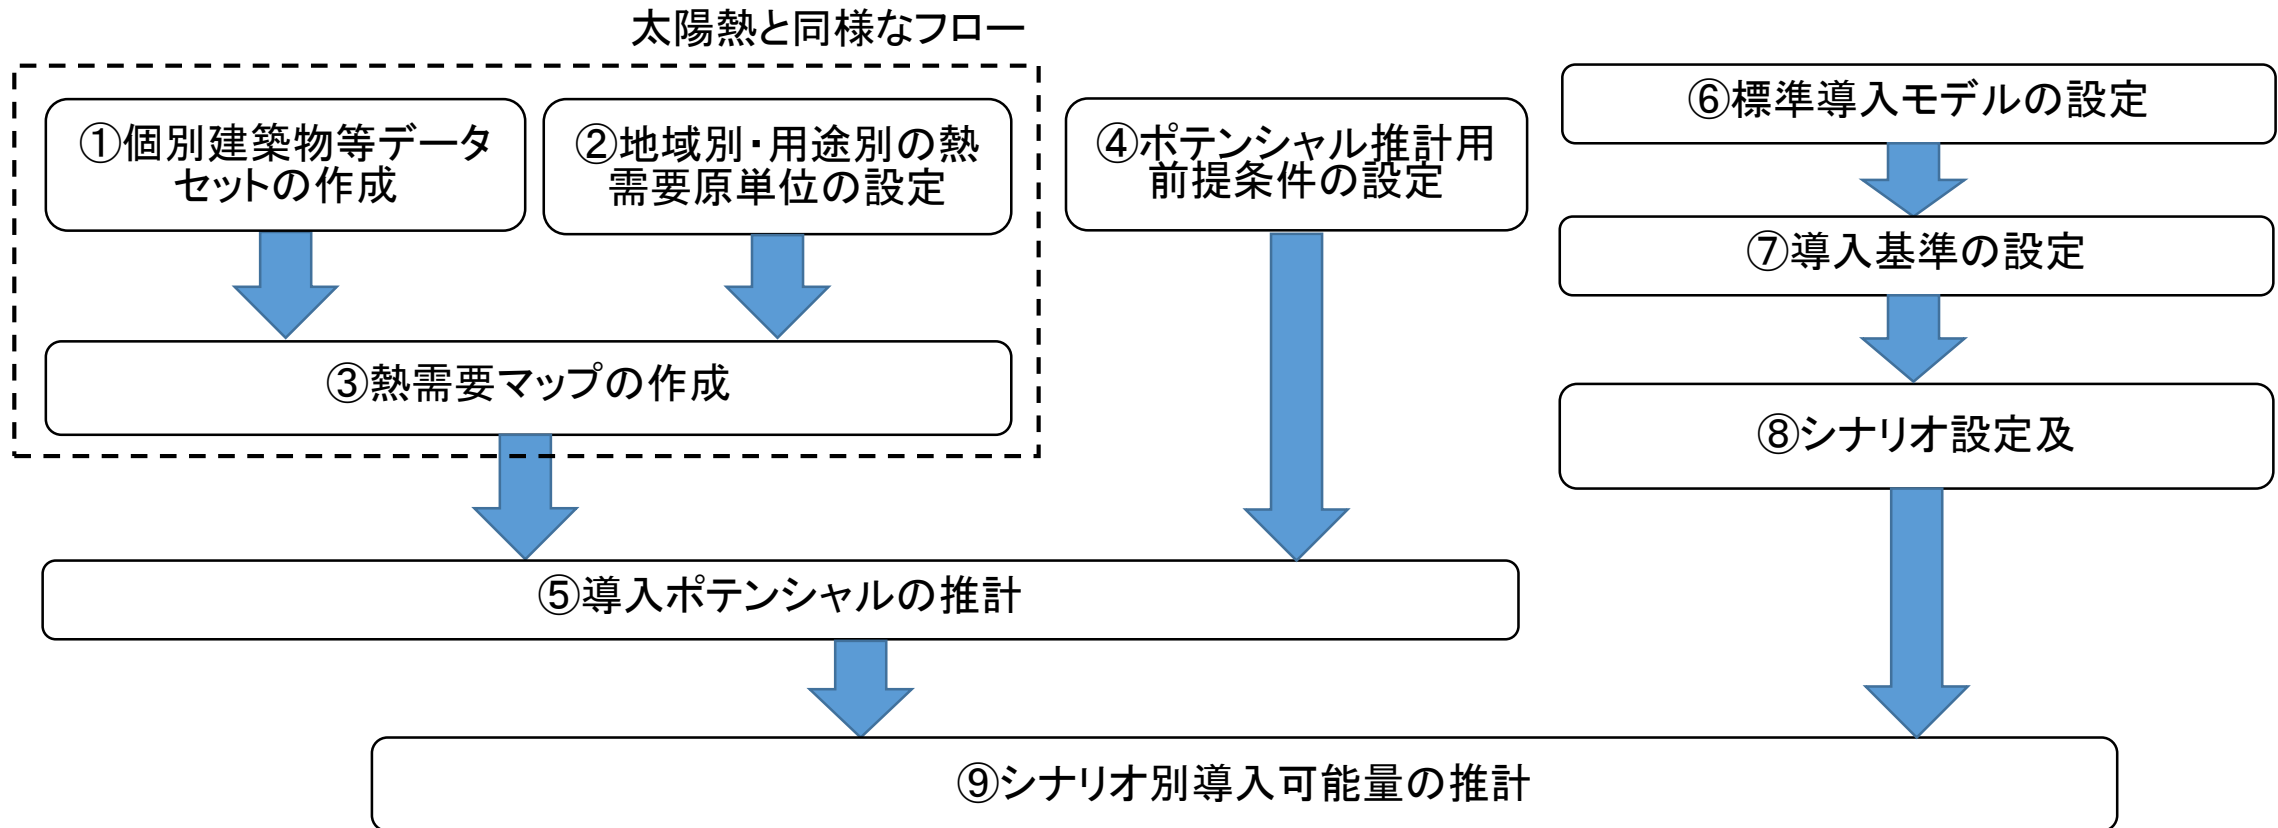 太陽熱と同様なフロー
①個別建築物等データ
セットの作成
②地域別・用途別の熱
需要原単位の設定
③熱需要マップの作成
④ポテンシャル推計用
前提条件の設定
⑤導入ポテンシャルの推計
⑥標準導入モデルの設定
⑦導入基準の設定
⑧シナリオ設定及
⑨シナリオ別導入可能量の推計